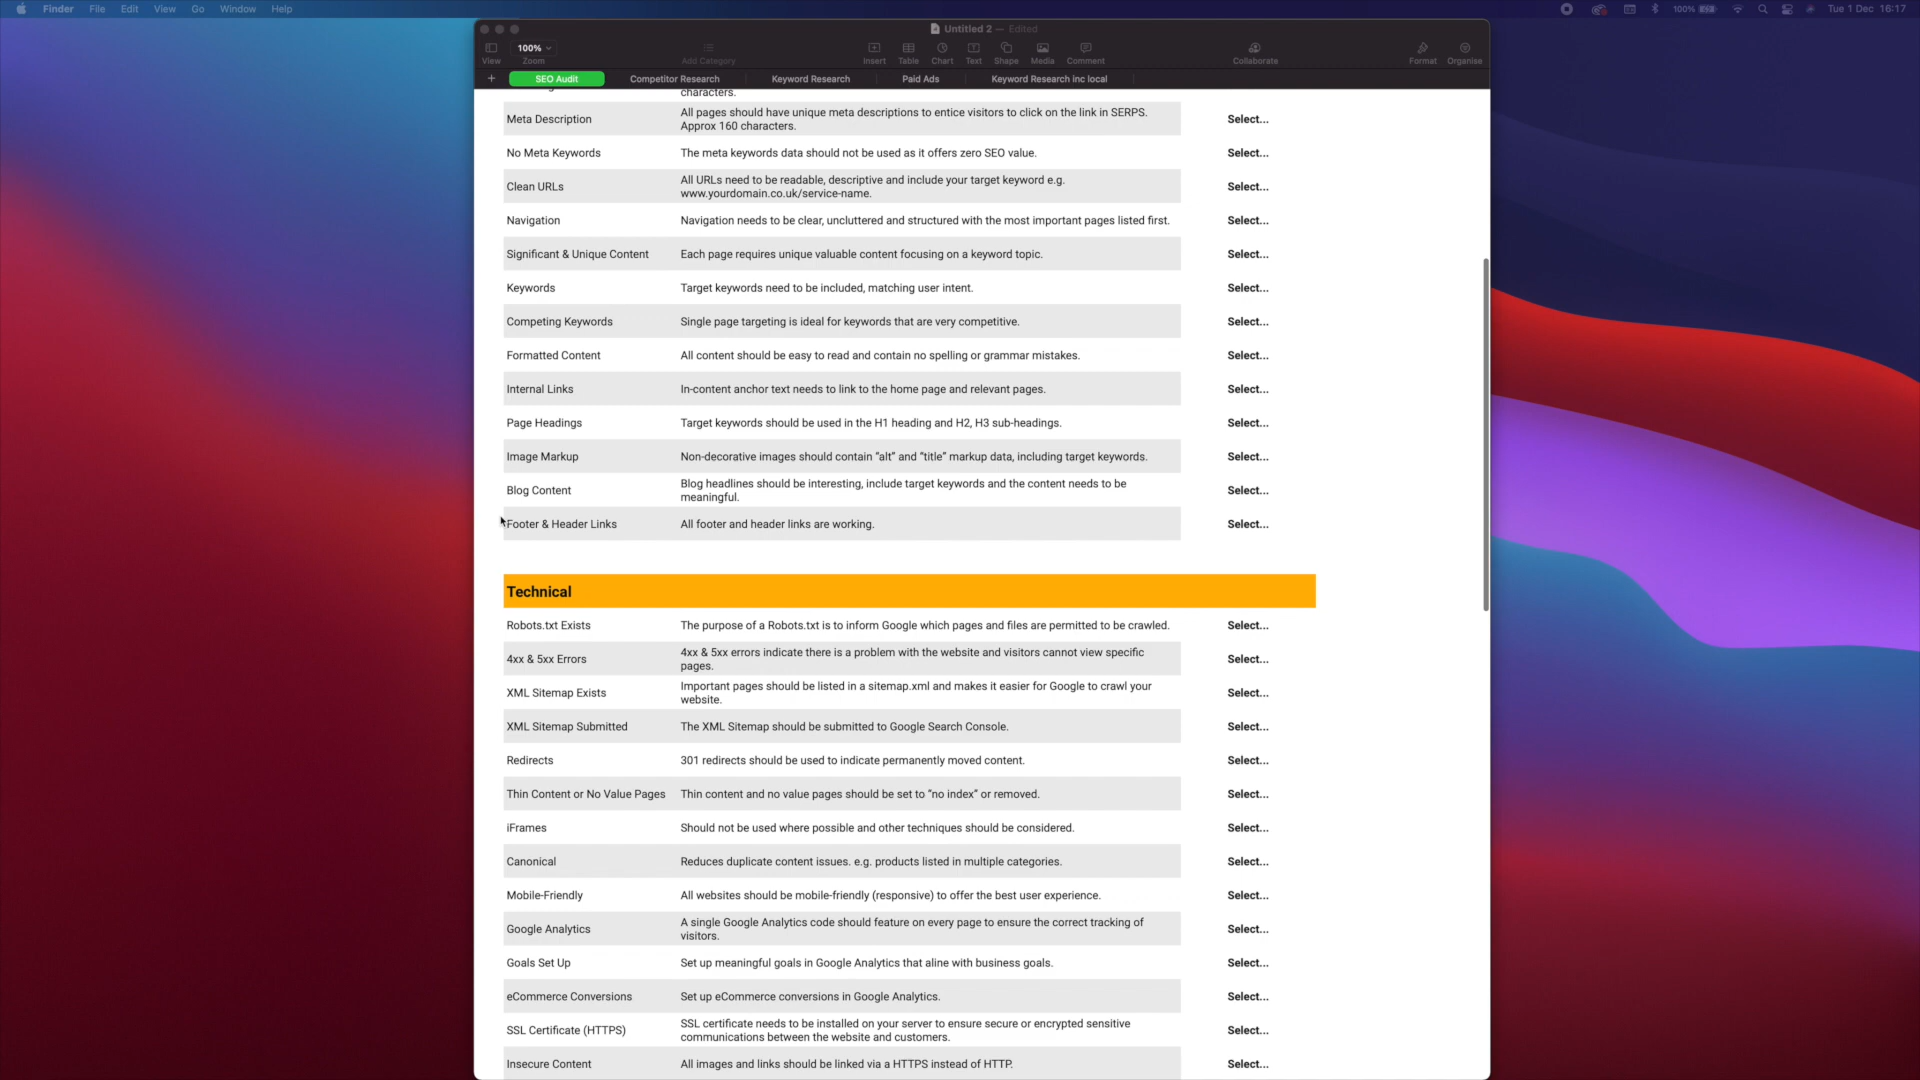 Finder File Edit View Go Window Help 100% Tue 1 Dec 16:17
Untitled 2 — Edited
100%
View Zoom Add Category Insert Table Chart Text Shape Media Comment Collaborate Format Organise
+ SEO Audit Competitor Research Keyword Research Paid Ads Keyword Research inc local
characters.
Meta Description All pages should have unique meta descriptions to entice visitors to click on the link in SERPS. Select...
Approx 160 characters.
No Meta Keywords The meta keywords data should not be used as it offers zero SEO value. Select...
Clean URLs All URLs need to be readable, descriptive and include your target keyword e.g. Select...
www.yourdomain.co.uk/service-name.
Navigation Navigation needs to be clear, uncluttered and structured with the most important pages listed first. Select...
Significant & Unique Content Each page requires unique valuable content focusing on a keyword topic. Select...
Keywords Target keywords need to be included, matching user intent. Select...
Competing Keywords Single page targeting is ideal for keywords that are very competitive. Select...
Formatted Content All content should be easy to read and contain no spelling or grammar mistakes. Select...
Internal Links In-content anchor text needs to link to the home page and relevant pages. Select...
Page Headings Target keywords should be used in the H1 heading and H2, H3 sub-headings. Select...
Image Markup Non-decorative images should contain “alt” and “title” markup data, including target keywords. Select...
Blog Content Blog headlines should be interesting, include target keywords and the content needs to be Select...
meaningful.
Footer & Header Links All footer and header links are working. Select...
Technical
Robots.txt Exists The purpose of a Robots.txt is to inform Google which pages and files are permitted to be crawled. Select...
4xx & 5xx Errors 4xx & 5xx errors indicate there is a problem with the website and visitors cannot view specific Select...
pages.
XML Sitemap Exists Important pages should be listed in a sitemap.xml and makes it easier for Google to crawl your Select...
website.
XML Sitemap Submitted The XML Sitemap should be submitted to Google Search Console. Select...
Redirects 301 redirects should be used to indicate permanently moved content. Select...
Thin Content or No Value Pages Thin content and no value pages should be set to “no index” or removed. Select...
iFrames Should not be used where possible and other techniques should be considered. Select...
Canonical Reduces duplicate content issues. e.g. products listed in multiple categories. Select...
Mobile-Friendly All websites should be mobile-friendly (responsive) to offer the best user experience. Select...
Google Analytics A single Google Analytics code should feature on every page to ensure the correct tracking of Select...
visitors.
Goals Set Up Set up meaningful goals in Google Analytics that aline with business goals. Select...
eCommerce Conversions Set up eCommerce conversions in Google Analytics. Select...
SSL Certificate (HTTPS) SSL certificate needs to be installed on your server to ensure secure or encrypted sensitive Select...
communications between the website and customers.
Insecure Content All images and links should be linked via a HTTPS instead of HTTP. Select...